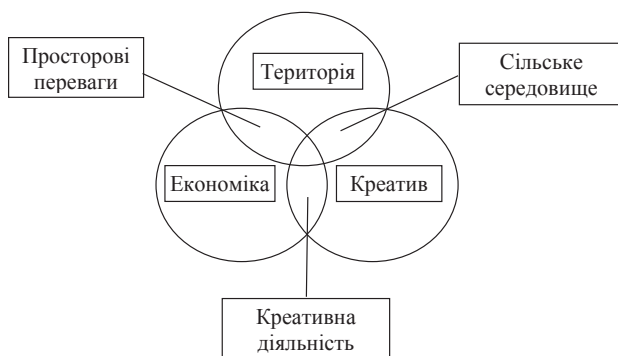 Просторові
переваги
Територія
Сільське
середовище
Економіка
Креатив
Креативна
діяльність